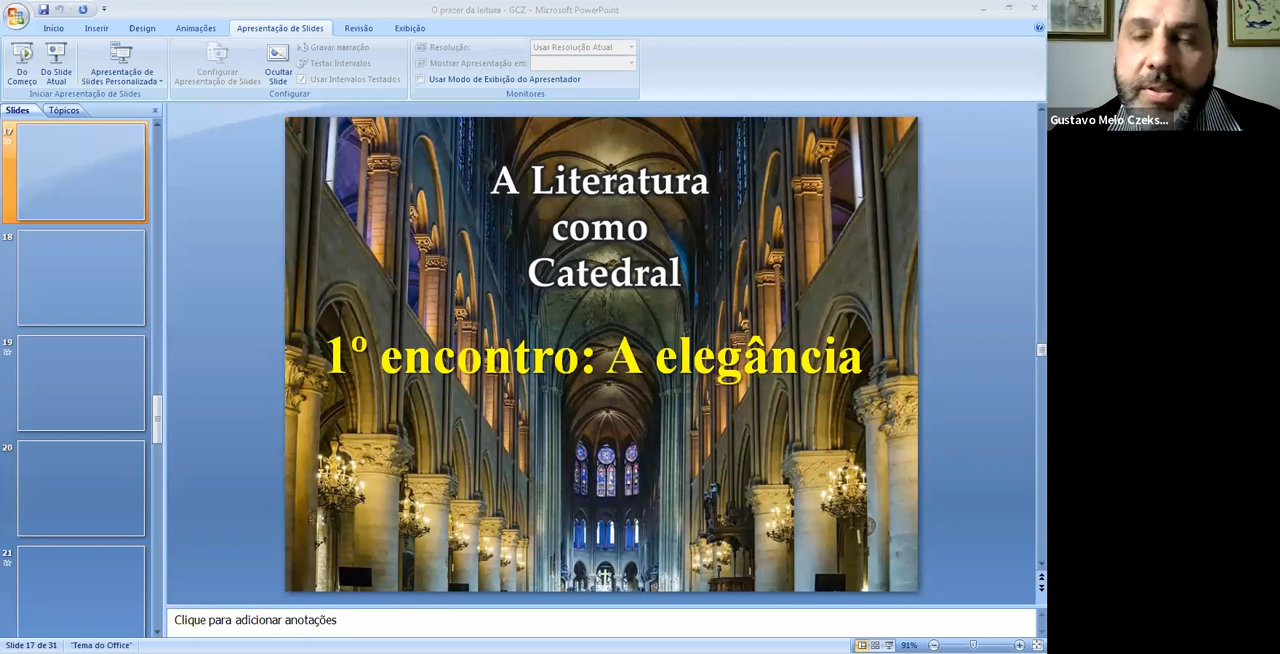 O prazer da leitura - GCZ - Microsoft PowerPoint
Início Inserir Design Animações Apresentação de Slides Revisão Exibição
Do Começo
Do Slide Atual
Apresentação de Slides Personalizada
Iniciar Apresentação de Slides
Configurar Apresentação de Slides
Ocultar Slide
Gravar narração
Testar Intervalos
Usar Intervalos Testados
Configurar
Resolução: Usar Resolução Atual
Mostrar Apresentação em:
Usar Modo de Exibição do Apresentador
Monitores
Slides Tópicos
17
18
19
20
21
A Literatura
como
Catedral
1º encontro: A elegância
Gustavo Melo Czeks...
Clique para adicionar anotações
Slide 17 de 31 "Tema do Office" 91%